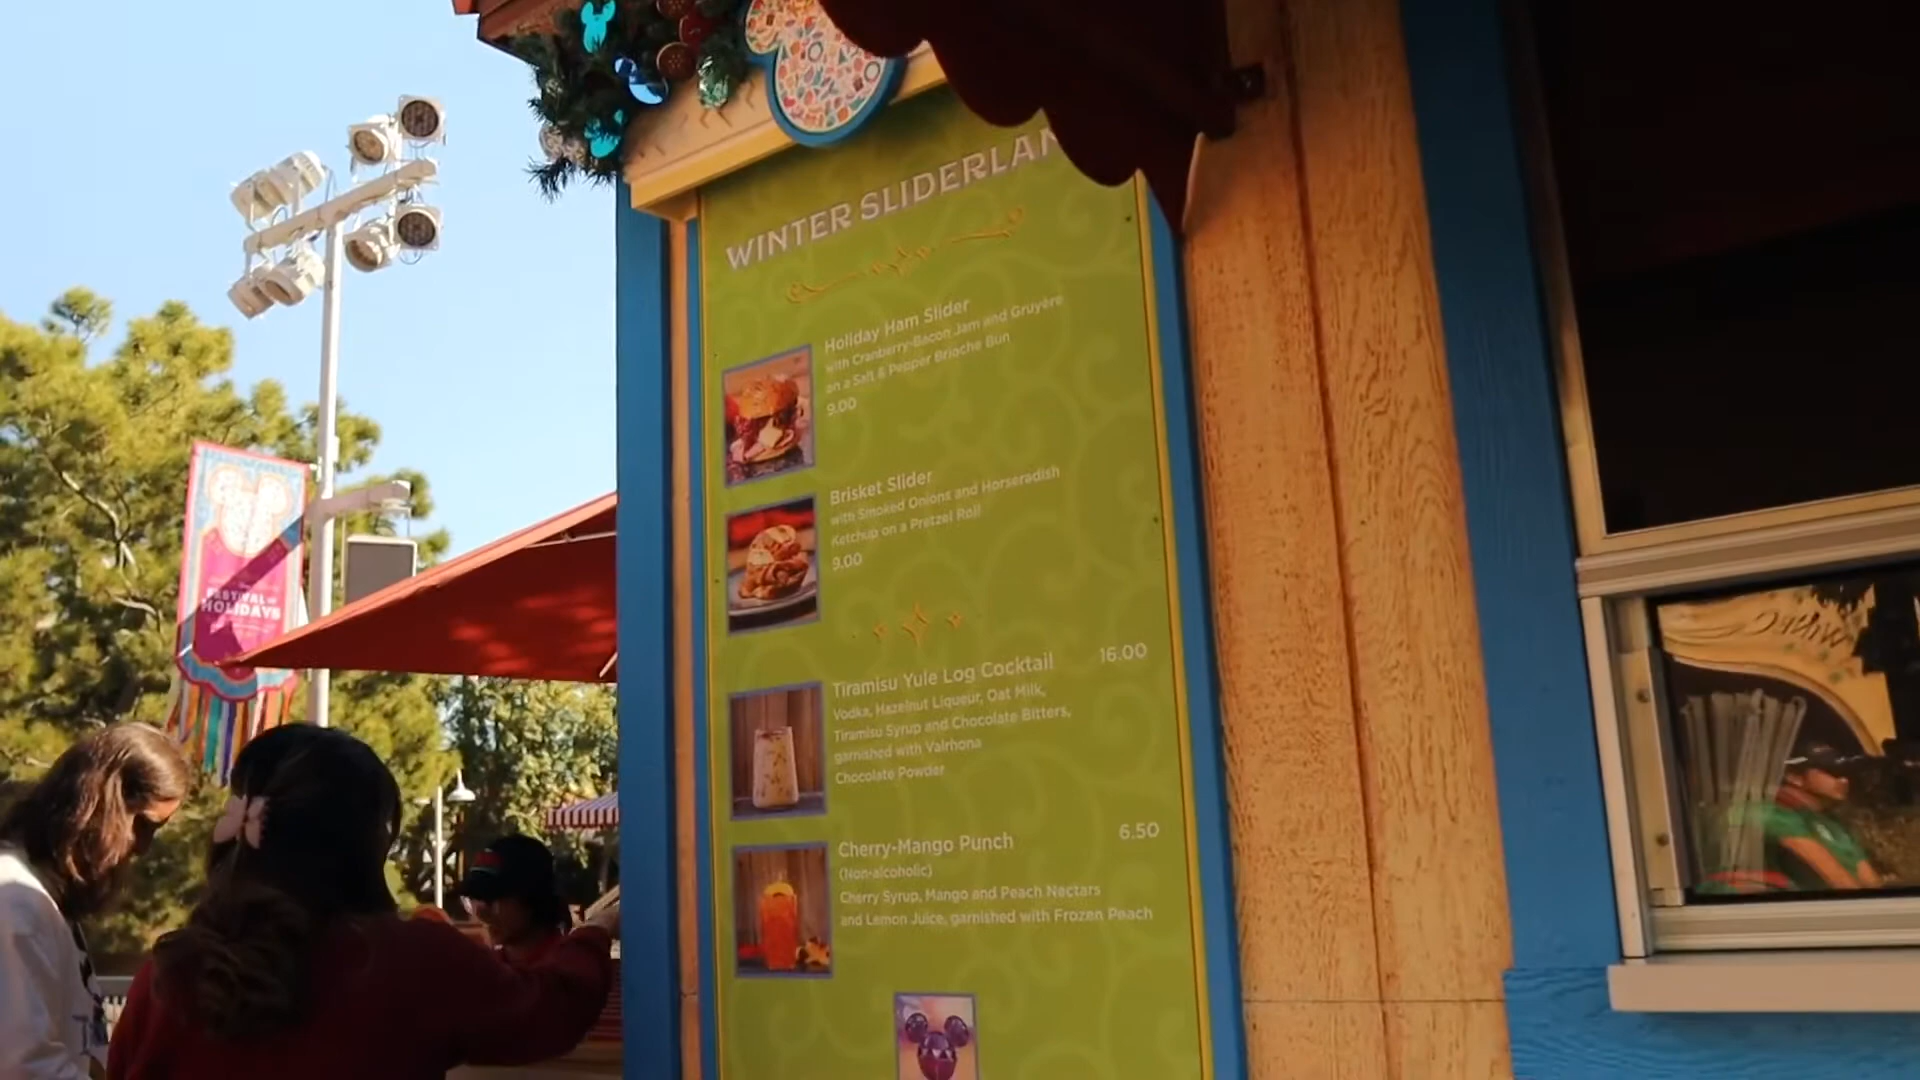 WINTER SLIDERLAN
Holiday Ham Slider
with Cranberry-Bacon Jam and Gruyère
on a Salt & Pepper Brioche Bun
9.00
Brisket Slider
with Smoked Onions and Horseradish
Ketchup on a Pretzel Roll
9.00
Tiramisu Yule Log Cocktail 16.00
Vodka, Hazelnut Liqueur, Oat Milk,
Tiramisu Syrup and Chocolate Bitters,
garnished with Valrhona
Chocolate Powder
Cherry-Mango Punch 6.50
(Non-alcoholic)
Cherry Syrup, Mango and Peach Nectars
and Lemon Juice, garnished with Frozen Peach
FESTIVAL OF
HOLIDAYS